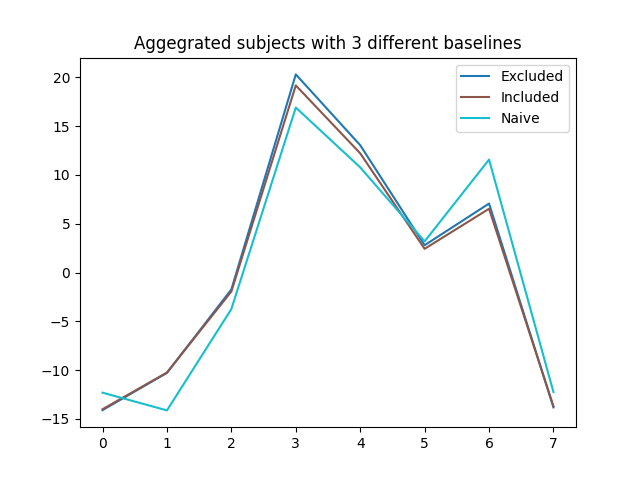 Aggegrated subjects with 3 different baselines
Excluded
Included
Naive
20
15
10
5
0
−5
−10
−15
0 1 2 3 4 5 6 7